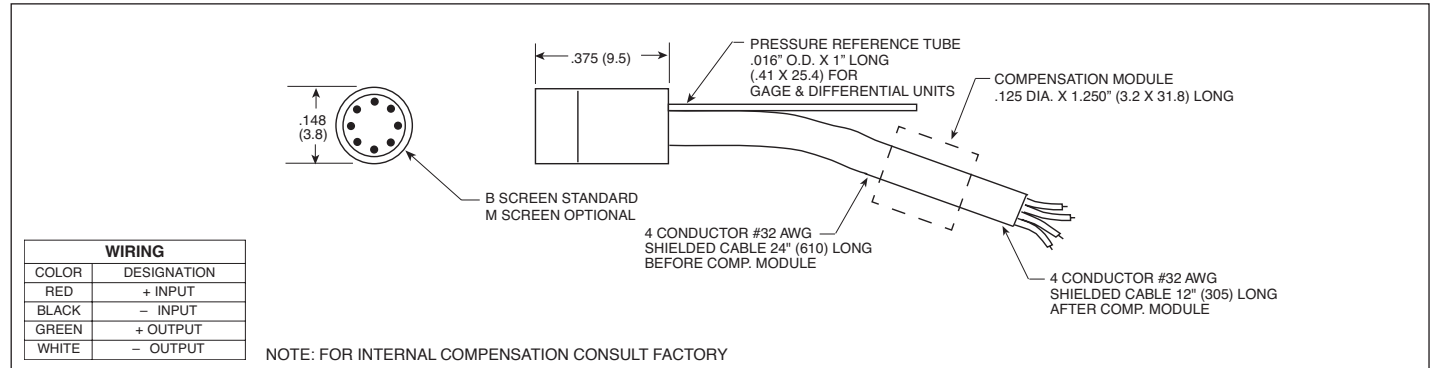 .375 (9.5)
PRESSURE REFERENCE TUBE
.016" O.D. X 1" LONG
(.41 X 25.4) FOR
GAGE & DIFFERENTIAL UNITS
COMPENSATION MODULE
.125 DIA. X 1.250" (3.2 X 31.8) LONG
.148
(3.8)
B SCREEN STANDARD
M SCREEN OPTIONAL
4 CONDUCTOR #32 AWG
SHIELDED CABLE 24" (610) LONG
BEFORE COMP. MODULE
4 CONDUCTOR #32 AWG
SHIELDED CABLE 12" (305) LONG
AFTER COMP. MODULE
WIRING
COLOR DESIGNATION
RED + INPUT
BLACK – INPUT
GREEN + OUTPUT
WHITE – OUTPUT
NOTE: FOR INTERNAL COMPENSATION CONSULT FACTORY